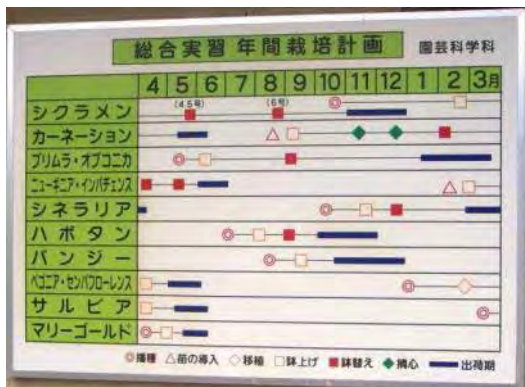 総合実習 年間栽培計画 園芸科学科
4 5 6 7 8 9 10 11 12 1 2 3月
シクラメン (4.5号) (6号)
カーネーション
プリムラ・オブコニカ
ニューギニア・インパチェンス
シネラリア
ハボタン
パンジー
ベゴニア・センパフローレンス
サルビア
マリーゴールド
◎播種 △苗の導入 ◇移植 □鉢上げ ■鉢替え ◆摘心 ━出荷期